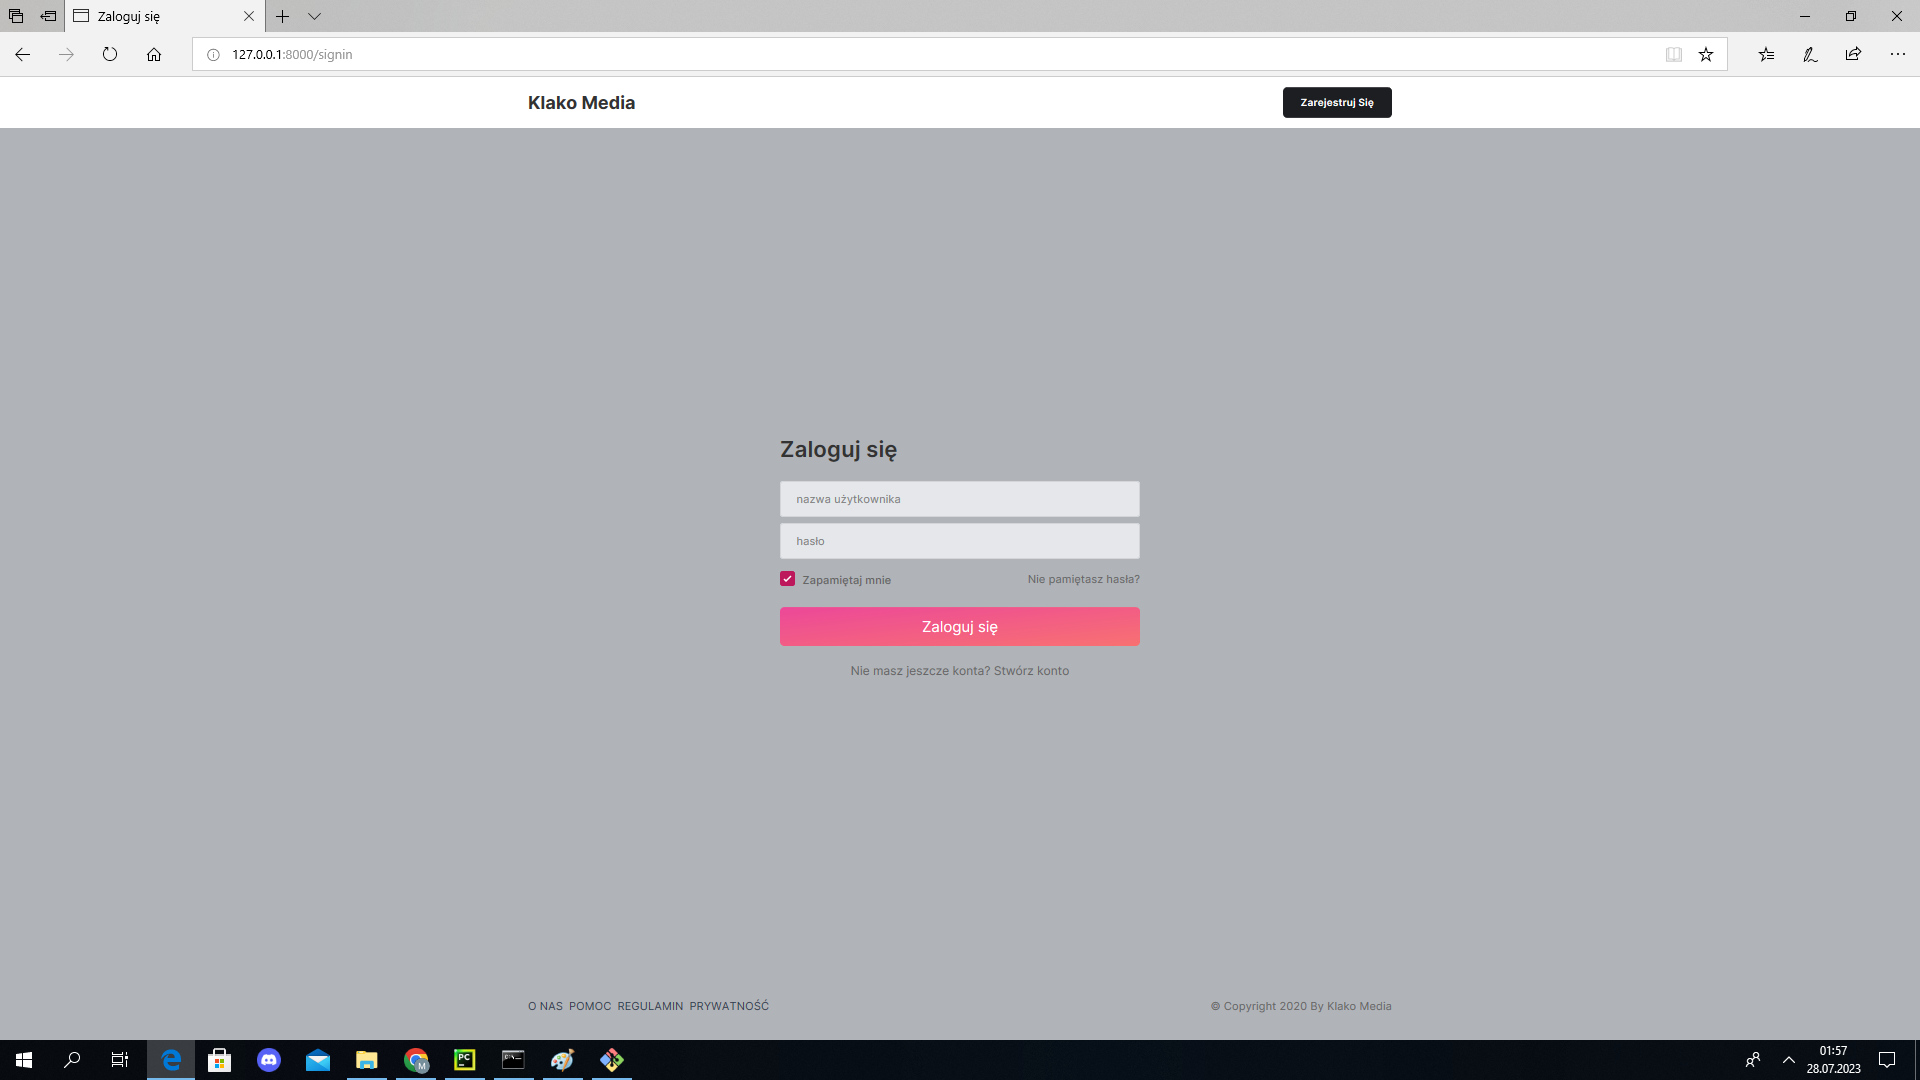 Zaloguj się
127.0.0.1:8000/signin
Klako Media
Zarejestruj Się
Zaloguj się
nazwa użytkownika
hasło
Zapamiętaj mnie
Nie pamiętasz hasła?
Zaloguj się
Nie masz jeszcze konta? Stwórz konto
O NAS POMOC REGULAMIN PRYWATNOŚĆ
© Copyright 2020 By Klako Media
M
PC
C:\.
01:57
28.07.2023